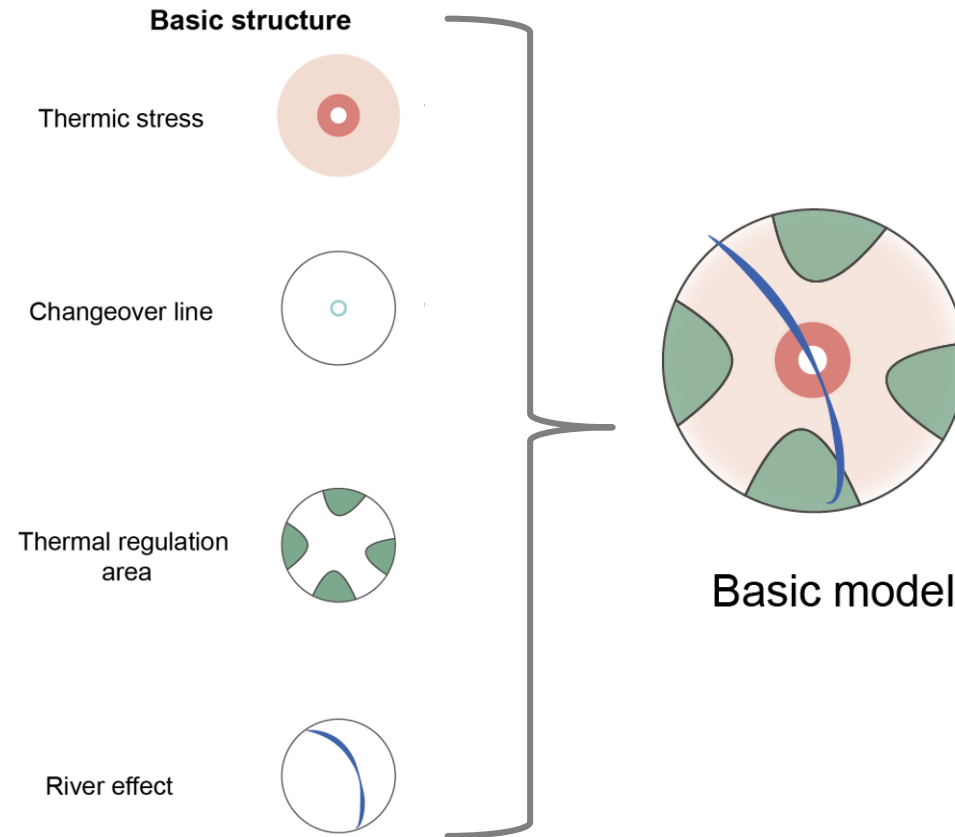 Basic structure
Thermic stress
Changeover line
Thermal regulation
area
River effect
Basic model